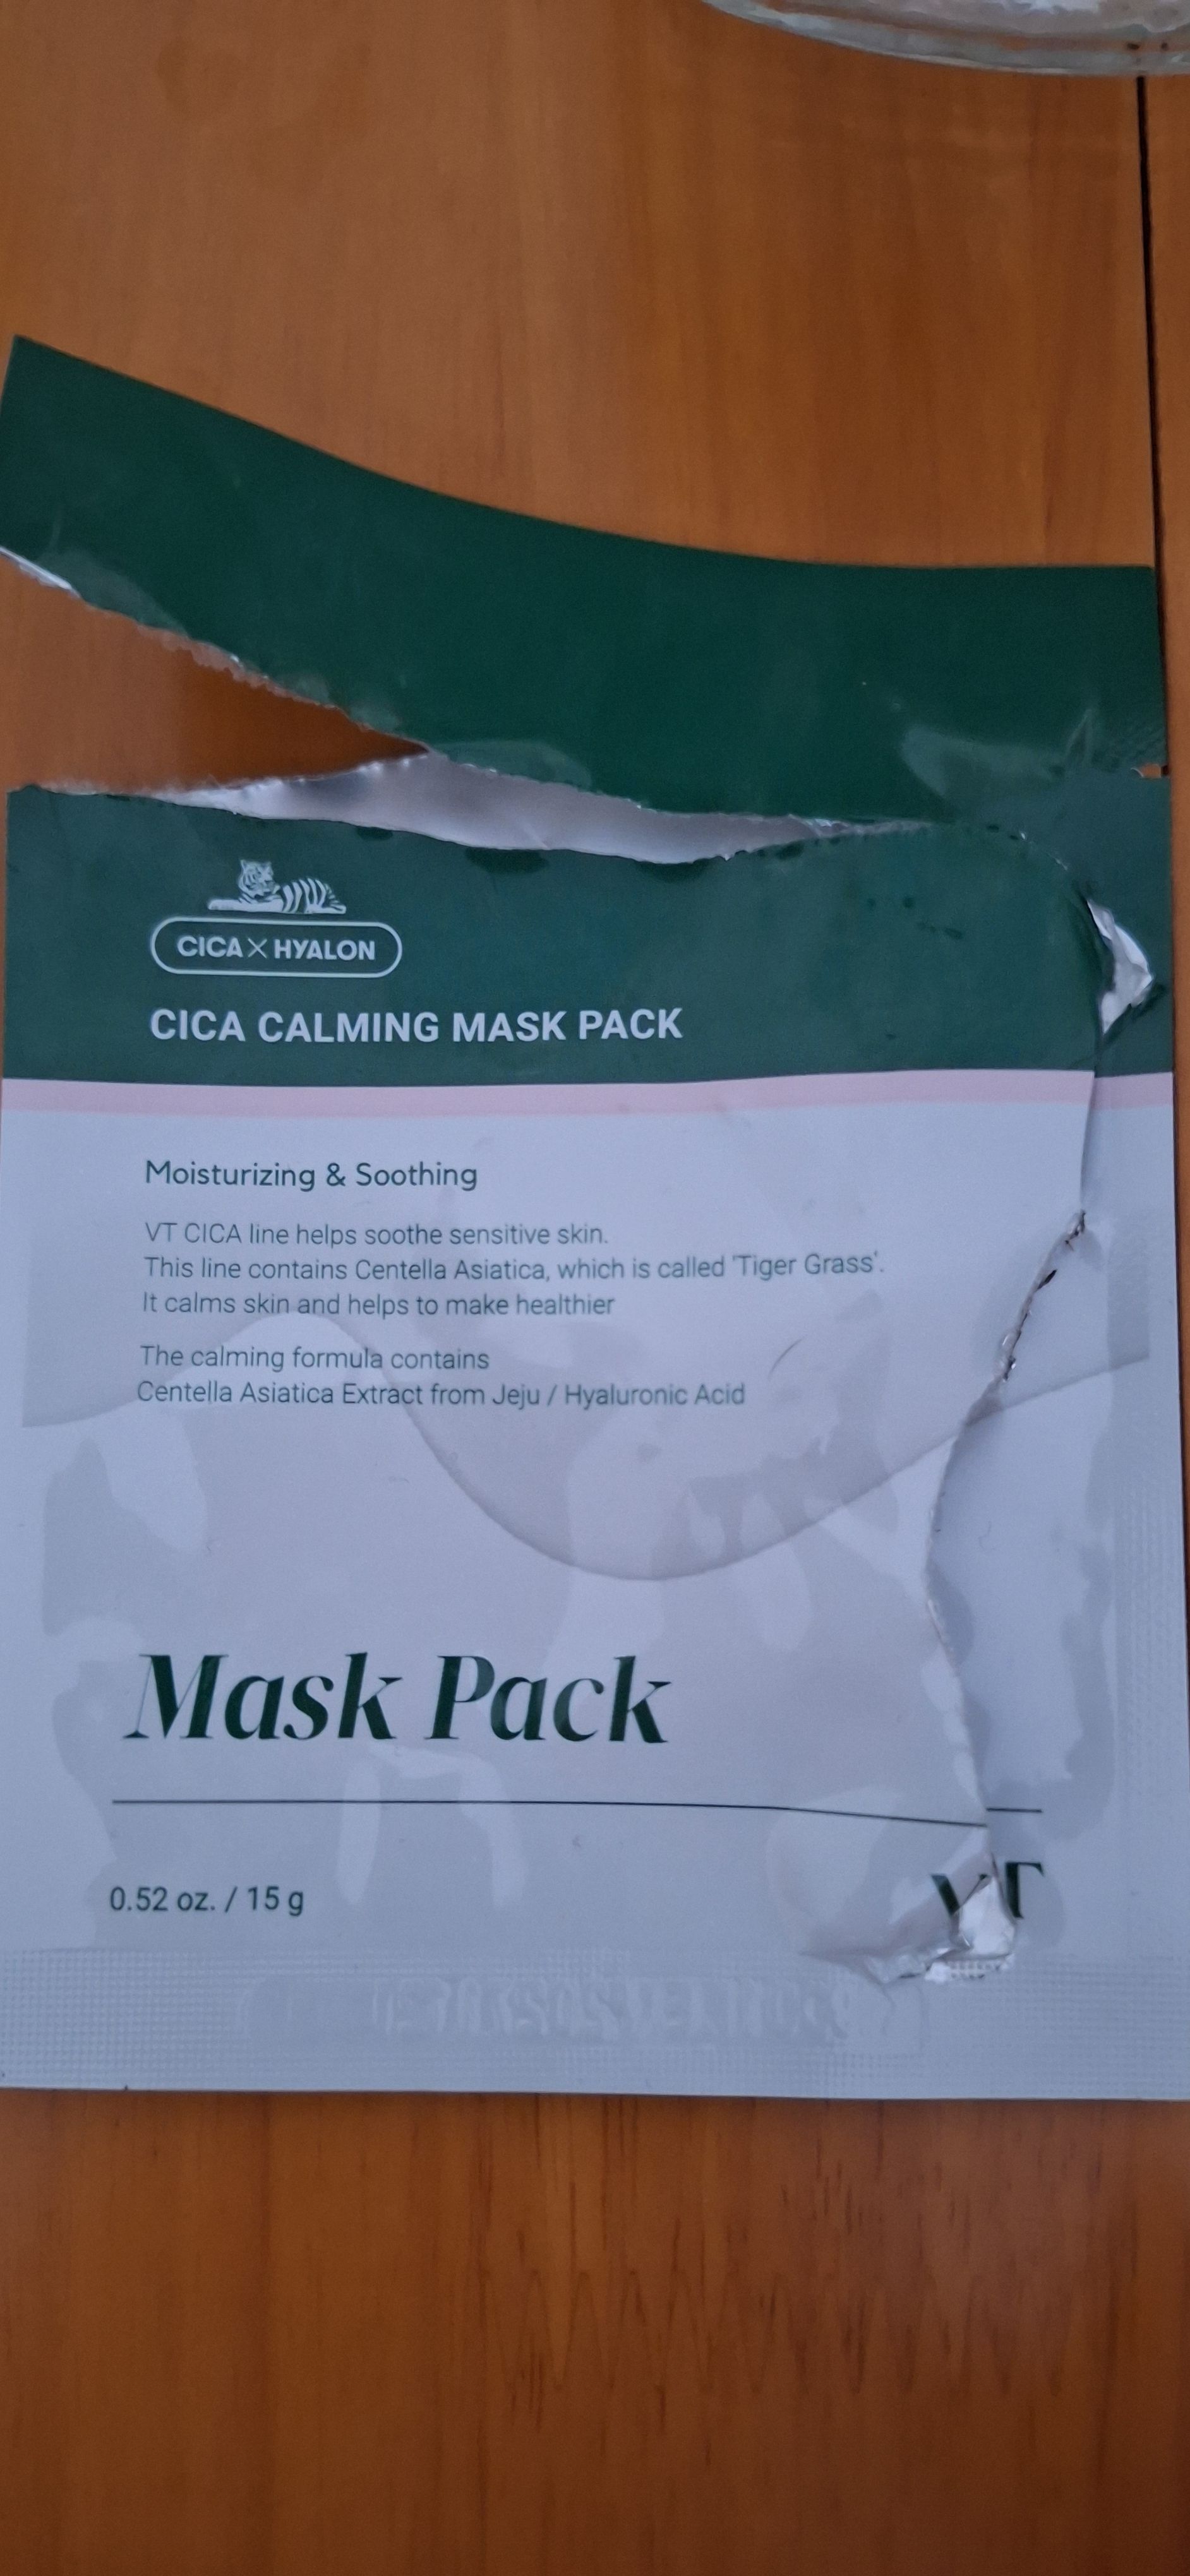 CICA X HYALON
CICA CALMING MASK PACK
Moisturizing & Soothing
VT CICA line helps soothe sensitive skin.
This line contains Centella Asiatica, which is called 'Tiger Grass'.
It calms skin and helps to make healthier
The calming formula contains
Centella Asiatica Extract from Jeju / Hyaluronic Acid
Mask Pack
0.52 oz. / 15 g
VT